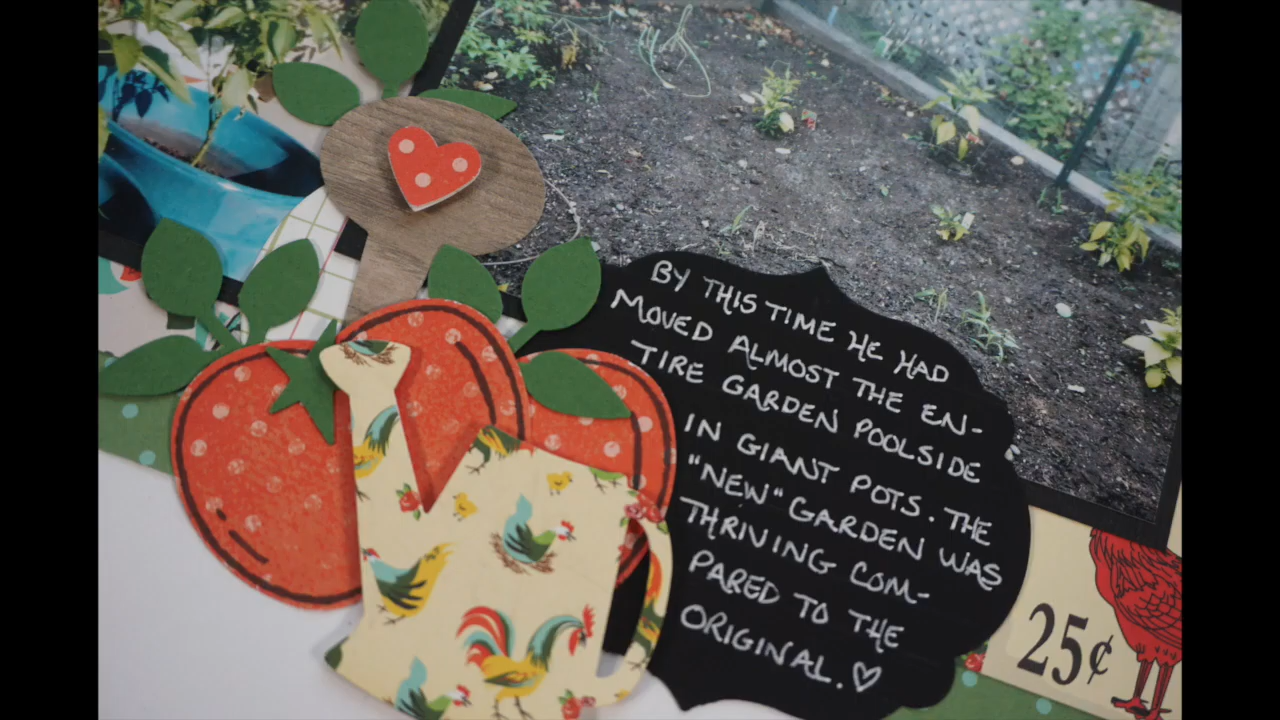 BY THIS TIME HE HAD
MOVED ALMOST THE EN-
TIRE GARDEN POOLSIDE
IN GIANT POTS. THE
"NEW" GARDEN WAS
THRIVING COM-
PARED TO THE
ORIGINAL. ♡
25¢